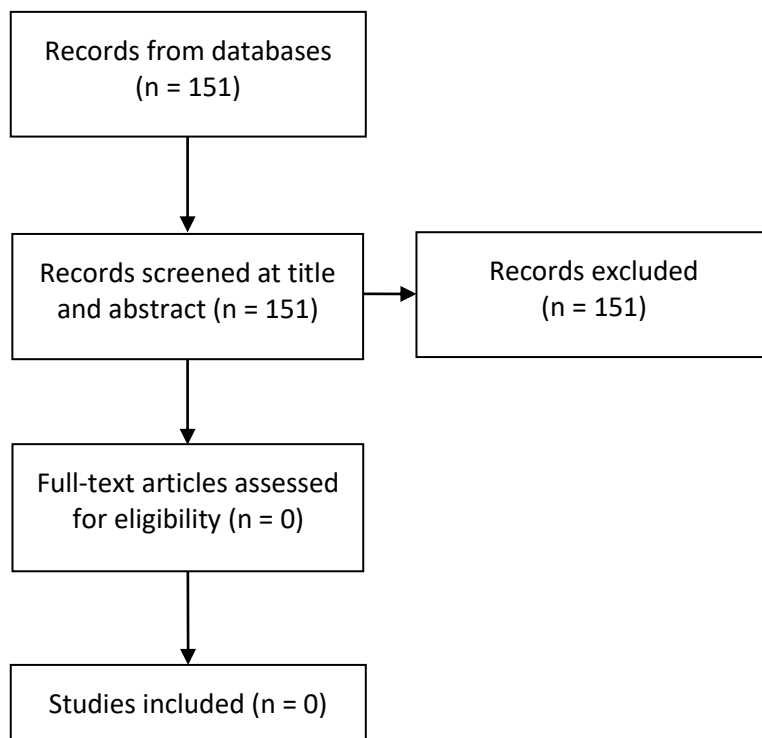 Records from databases
(n = 151)
Records screened at title
and abstract (n = 151)
Records excluded
(n = 151)
Full-text articles assessed
for eligibility (n = 0)
Studies included (n = 0)